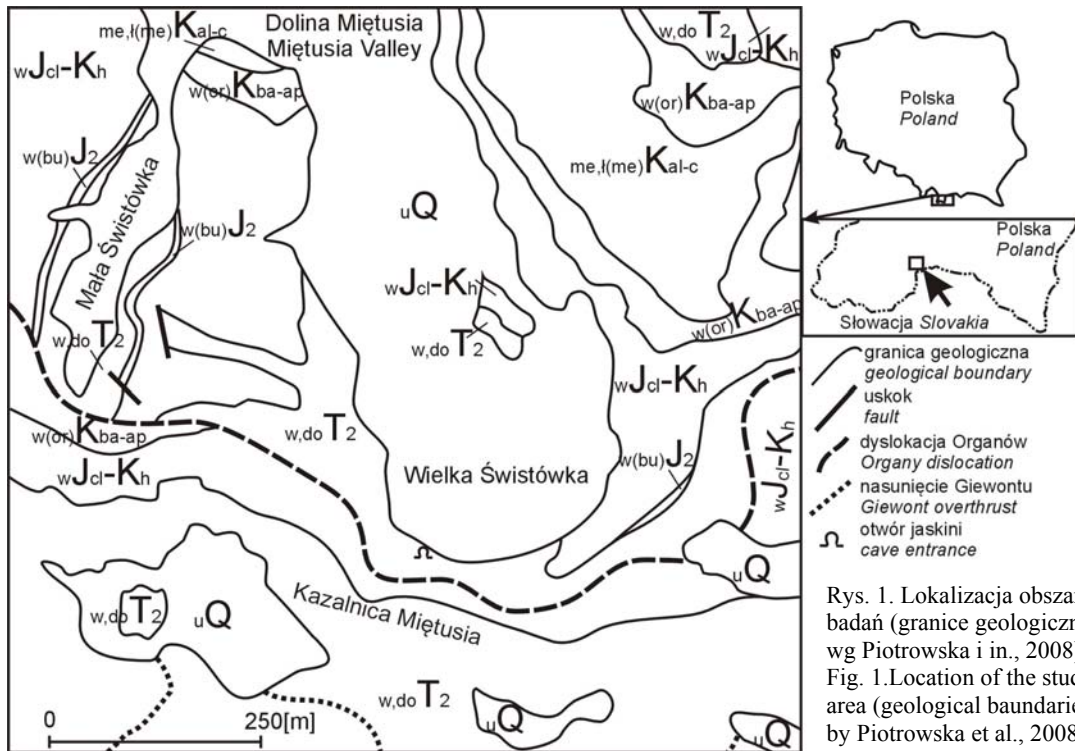 Dolina Miętusia
Miętusia Valley
me,ł(me)Kal-c
w,doT2
wJcl-Kh
wJcl-Kh
w(or)Kba-ap
w(or)Kba-ap
w(bu)J2
me,ł(me)Kal-c
Mała Świstówka
uQ
w(bu)J2
wJcl-Kh
w,doT2
w(or)Kba-ap
w,doT2
wJcl-Kh
w(or)Kba-ap
w,doT2
wJcl-Kh
w(bu)J2
wJcl-Kh
Wielka Świstówka
uQ
Kazalnica Miętusia
w,doT2
uQ
w,doT2
uQ
uQ
0
250[m]
Polska
Poland
Polska
Poland
Słowacja Slovakia
granica geologiczna
geological boundary
uskok
fault
dyslokacja Organów
Organy dislocation
nasunięcie Giewontu
Giewont overthrust
otwór jaskini
cave entrance
Rys. 1. Lokalizacja obszar
badań (granice geologiczn
wg Piotrowska i in., 2008)
Fig. 1.Location of the stud
area (geological baundarie
by Piotrowska et al., 2008